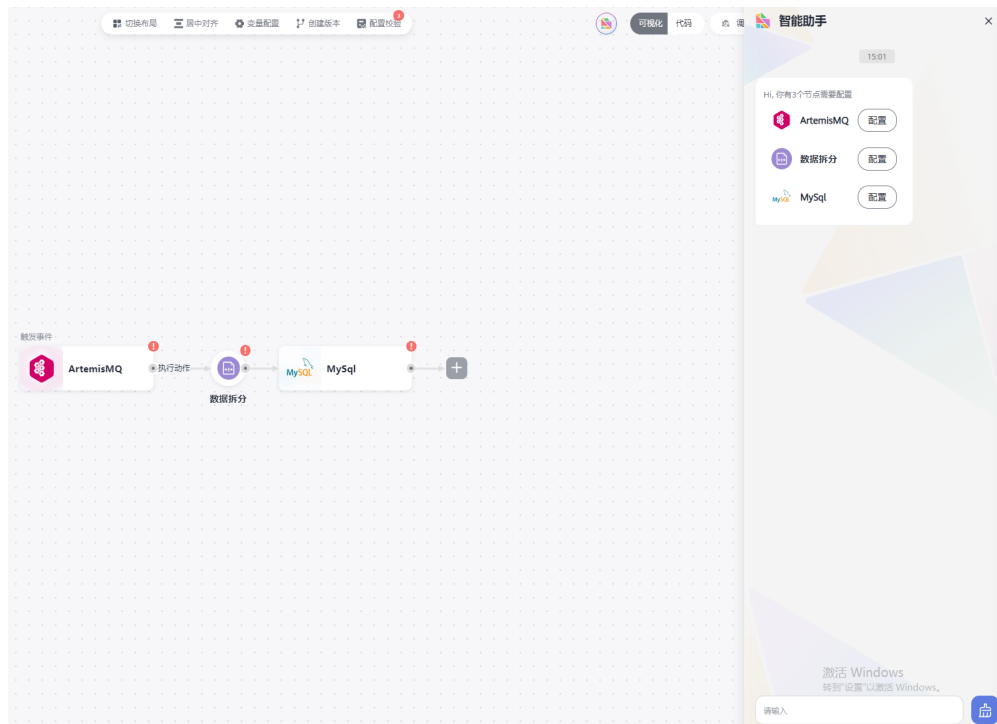 切换布局 居中对齐 变量配置 创建版本 配置校验 3
可视化 代码
智能助手
15:01
Hi, 你有3个节点需要配置
ArtemisMQ 配置
数据拆分 配置
MySQL MySql 配置
触发事件
ArtemisMQ 执行动作 MySQL MySql
数据拆分
激活 Windows
转到"设置"以激活 Windows。
请输入